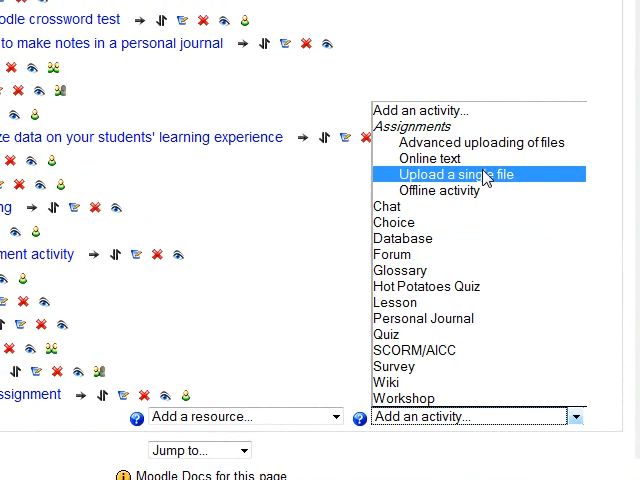 odle crossword test
to make notes in a personal journal
Add an activity...
Assignments
ze data on your students' learning experience
Advanced uploading of files
Online text
Upload a single file
Offline activity
ng
Chat
Choice
Database
ment activity
Forum
Glossary
Hot Potatoes Quiz
Lesson
Personal Journal
Quiz
SCORM/AICC
Survey
Wiki
ssignment
Workshop
Add a resource...
Add an activity...
Jump to...
Moodle Docs for this page